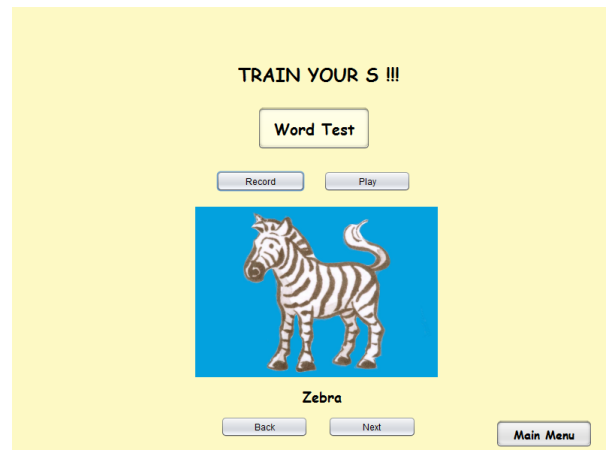 TRAIN YOUR S !!!
Word Test
Record Play
Zebra
Back Next
Main Menu